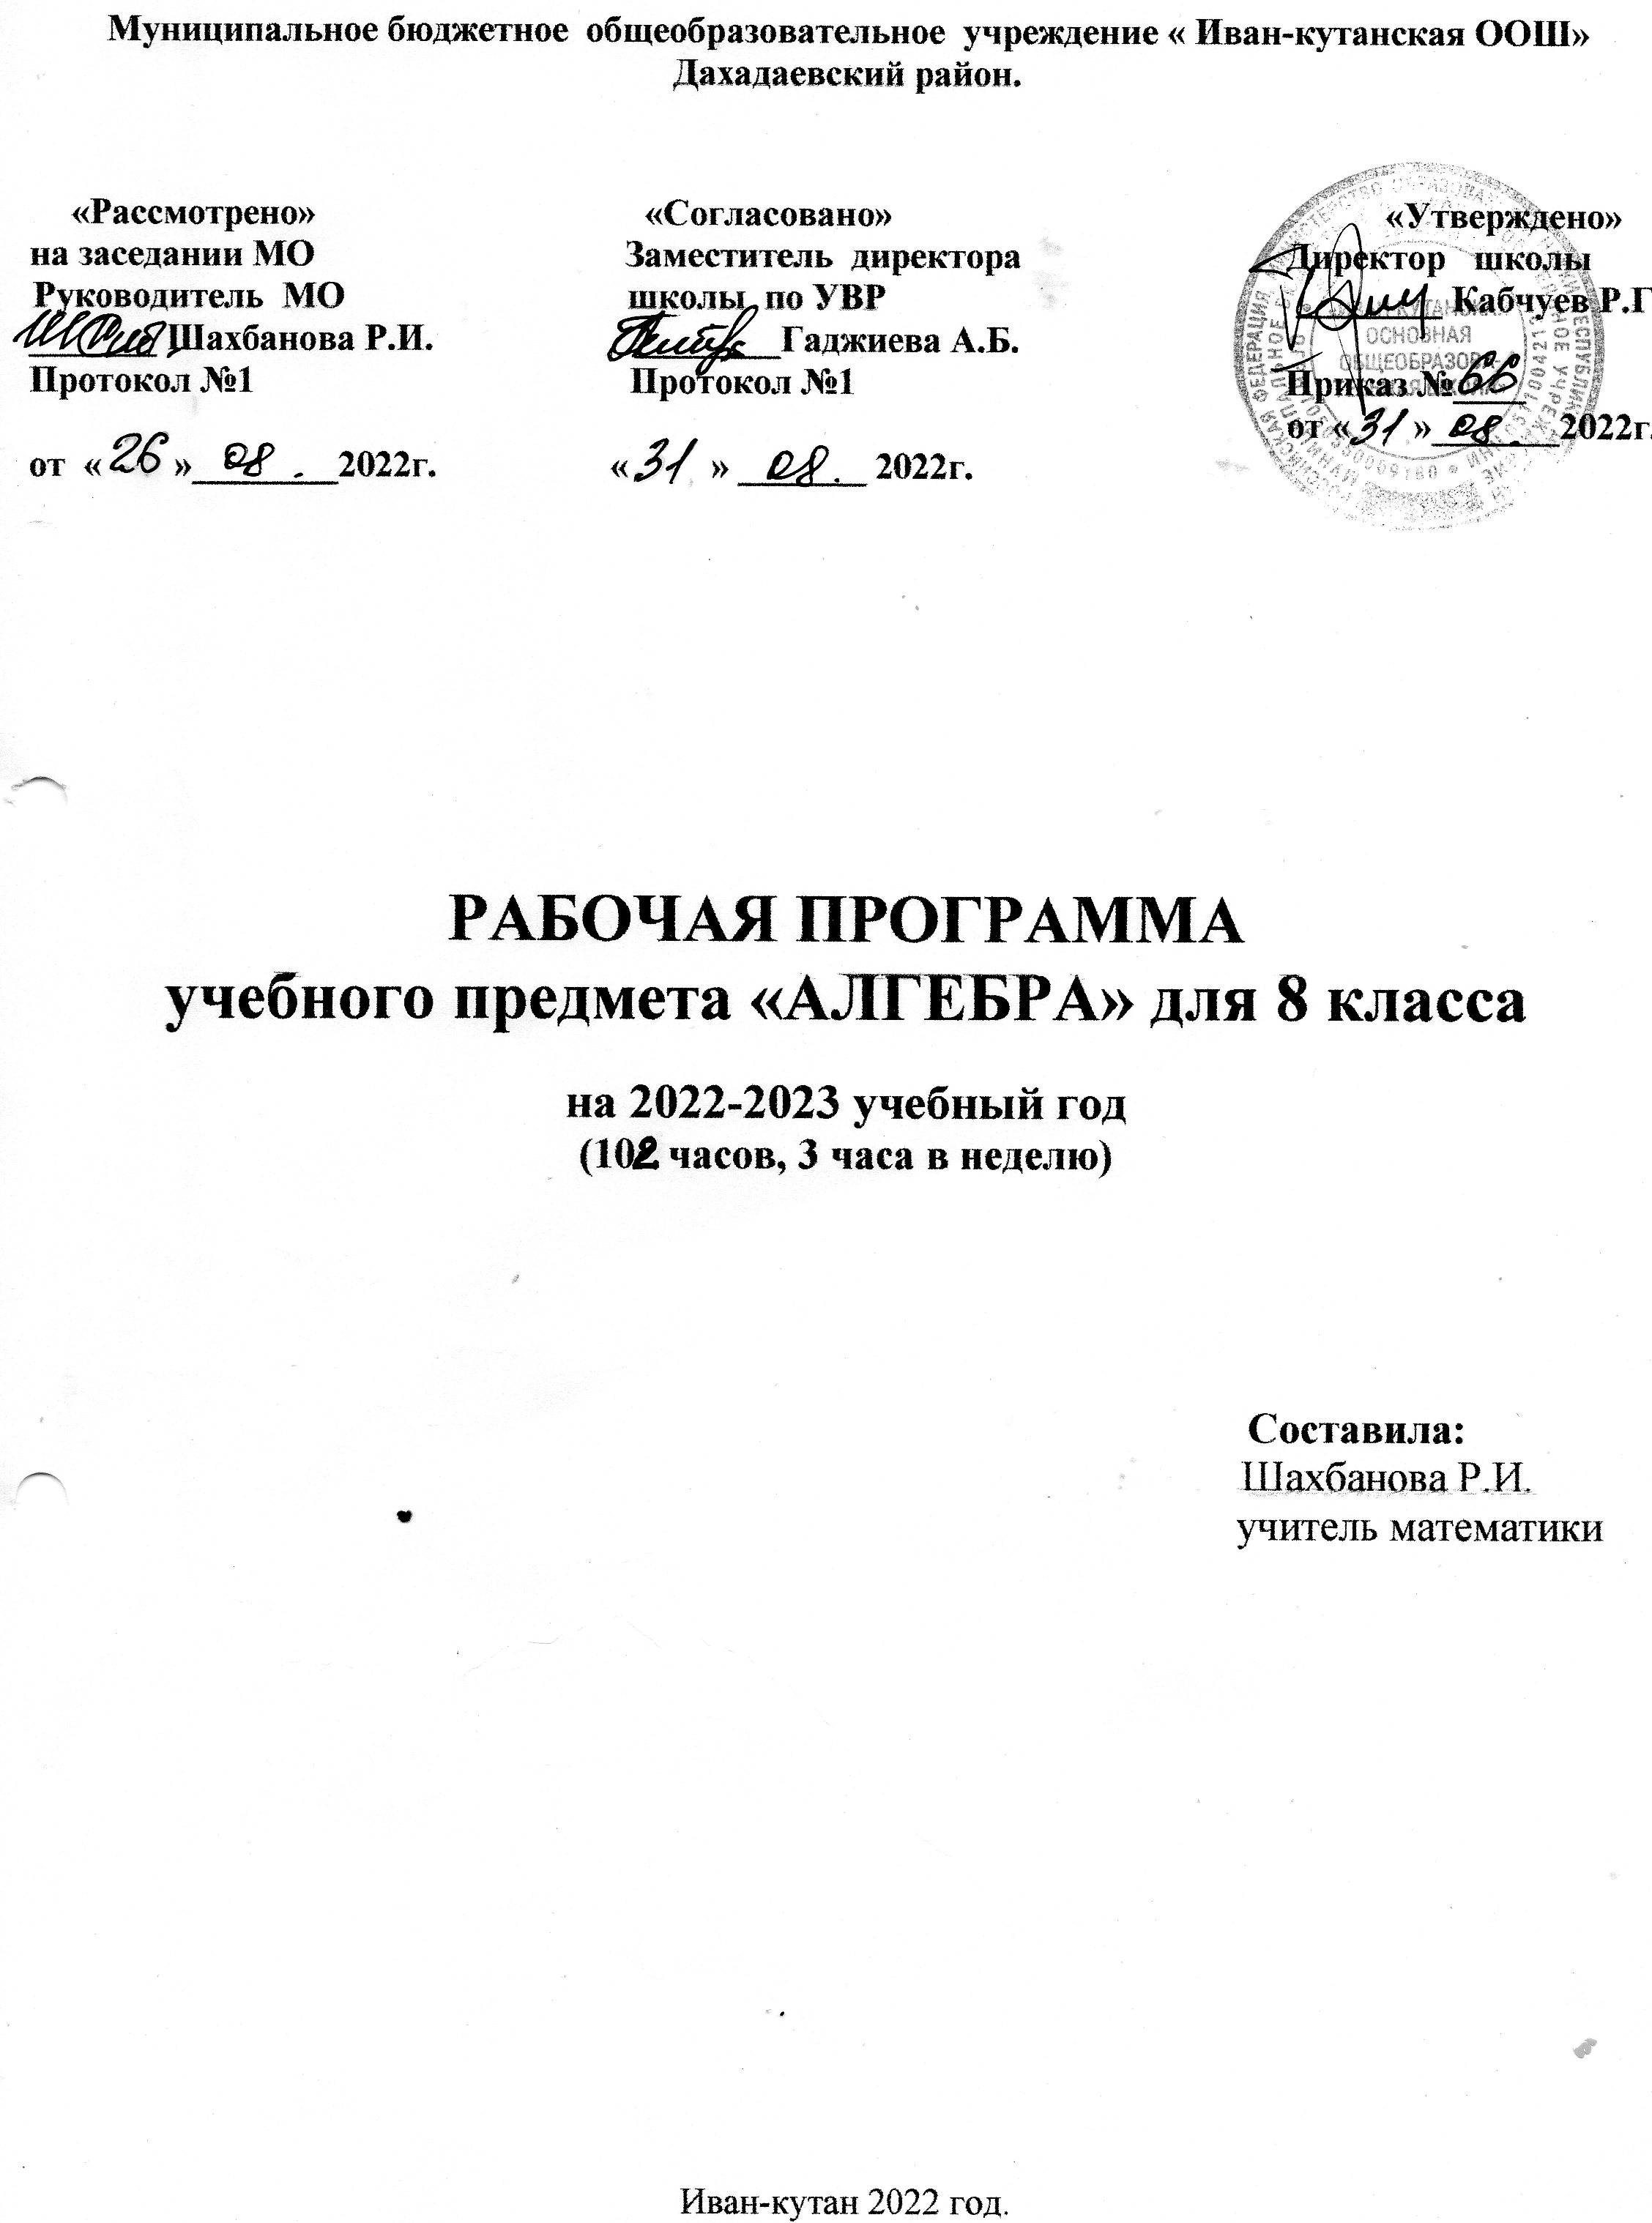 Муниципальное бюджетное общеобразовательное учреждение « Иван-кутанская ООШ»
Дахадаевский район.
«Рассмотрено»
на заседании МО
Руководитель МО
Шахбанова Р.И.
Протокол №1
от «26» 08. 2022г.
«Согласовано»
Заместитель директора
школы по УВР
Гаджиева А.Б.
Протокол №1
«31» 08. 2022г.
«Утверждено»
Директор школы
Кабчуев Р.Г
Приказ №66
от «31» 08. 2022г.
ОСНОВНАЯ
ОБЩЕОБРАЗОВА
РАБОЧАЯ ПРОГРАММА
учебного предмета «АЛГЕБРА» для 8 класса
на 2022-2023 учебный год
(102 часов, 3 часа в неделю)
Составила:
Шахбанова Р.И.
учитель математики
Иван-кутан 2022 год.